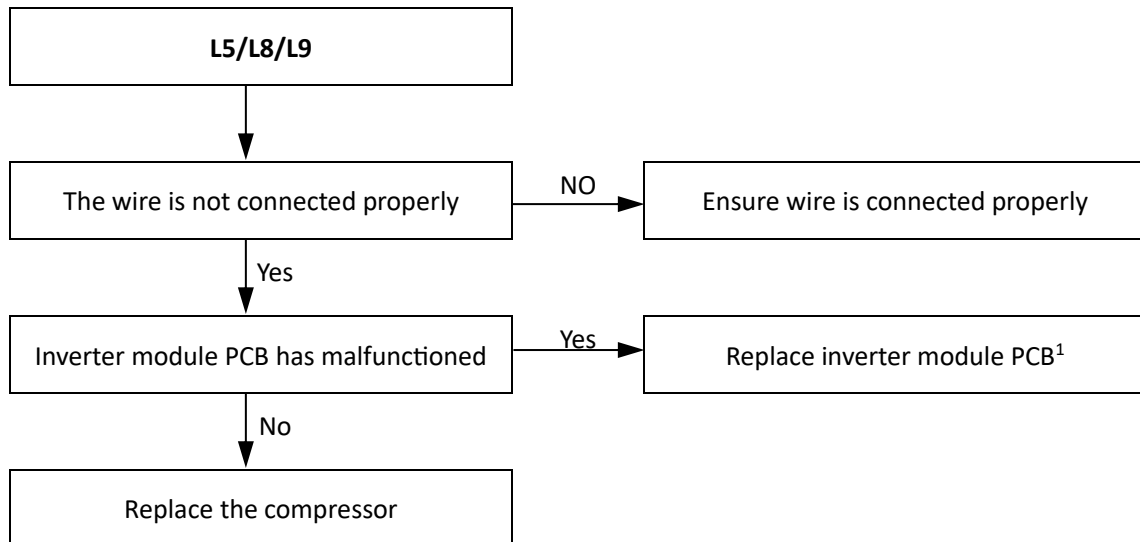 L5/L8/L9
The wire is not connected properly
NO
Ensure wire is connected properly
Yes
Inverter module PCB has malfunctioned
Yes
Replace inverter module PCB¹
No
Replace the compressor